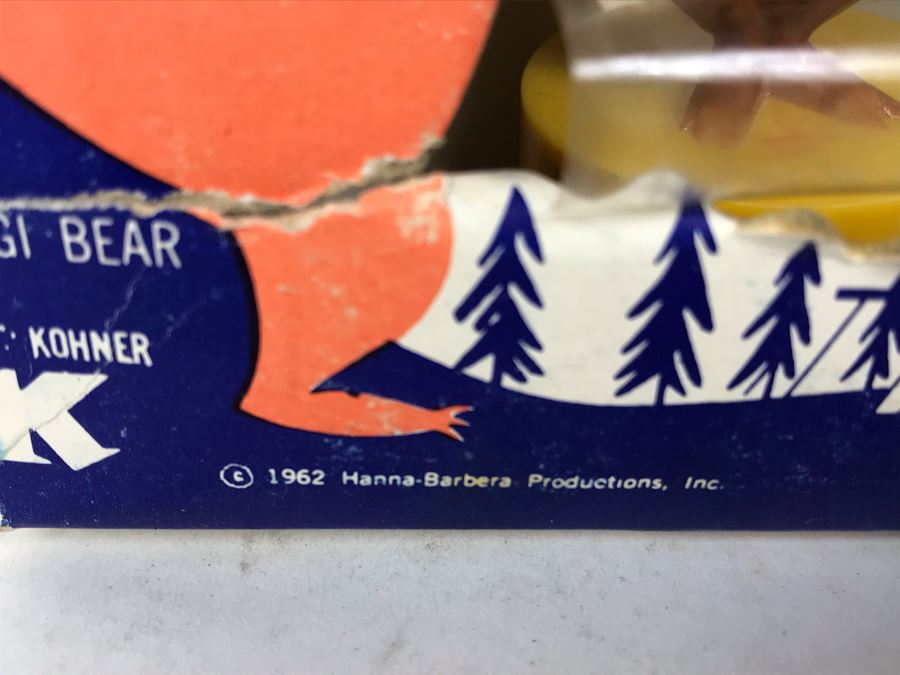 GI BEAR
: KOHNER
K
© 1962 Hanna-Barbera Productions, Inc.